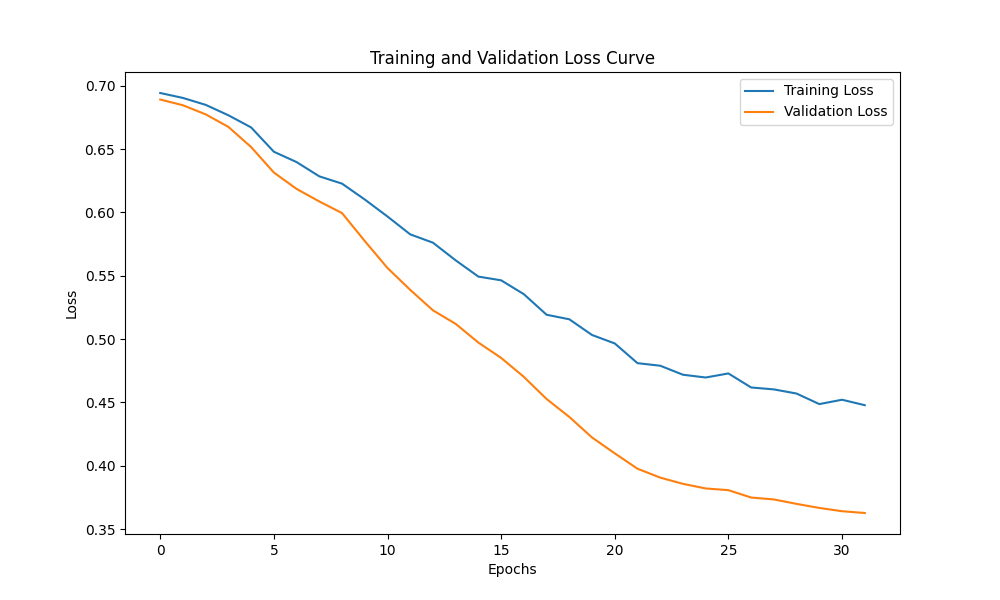 Training and Validation Loss Curve
Training Loss
Validation Loss
0.70
0.65
0.60
0.55
0.50
0.45
0.40
0.35
Loss
0 5 10 15 20 25 30
Epochs